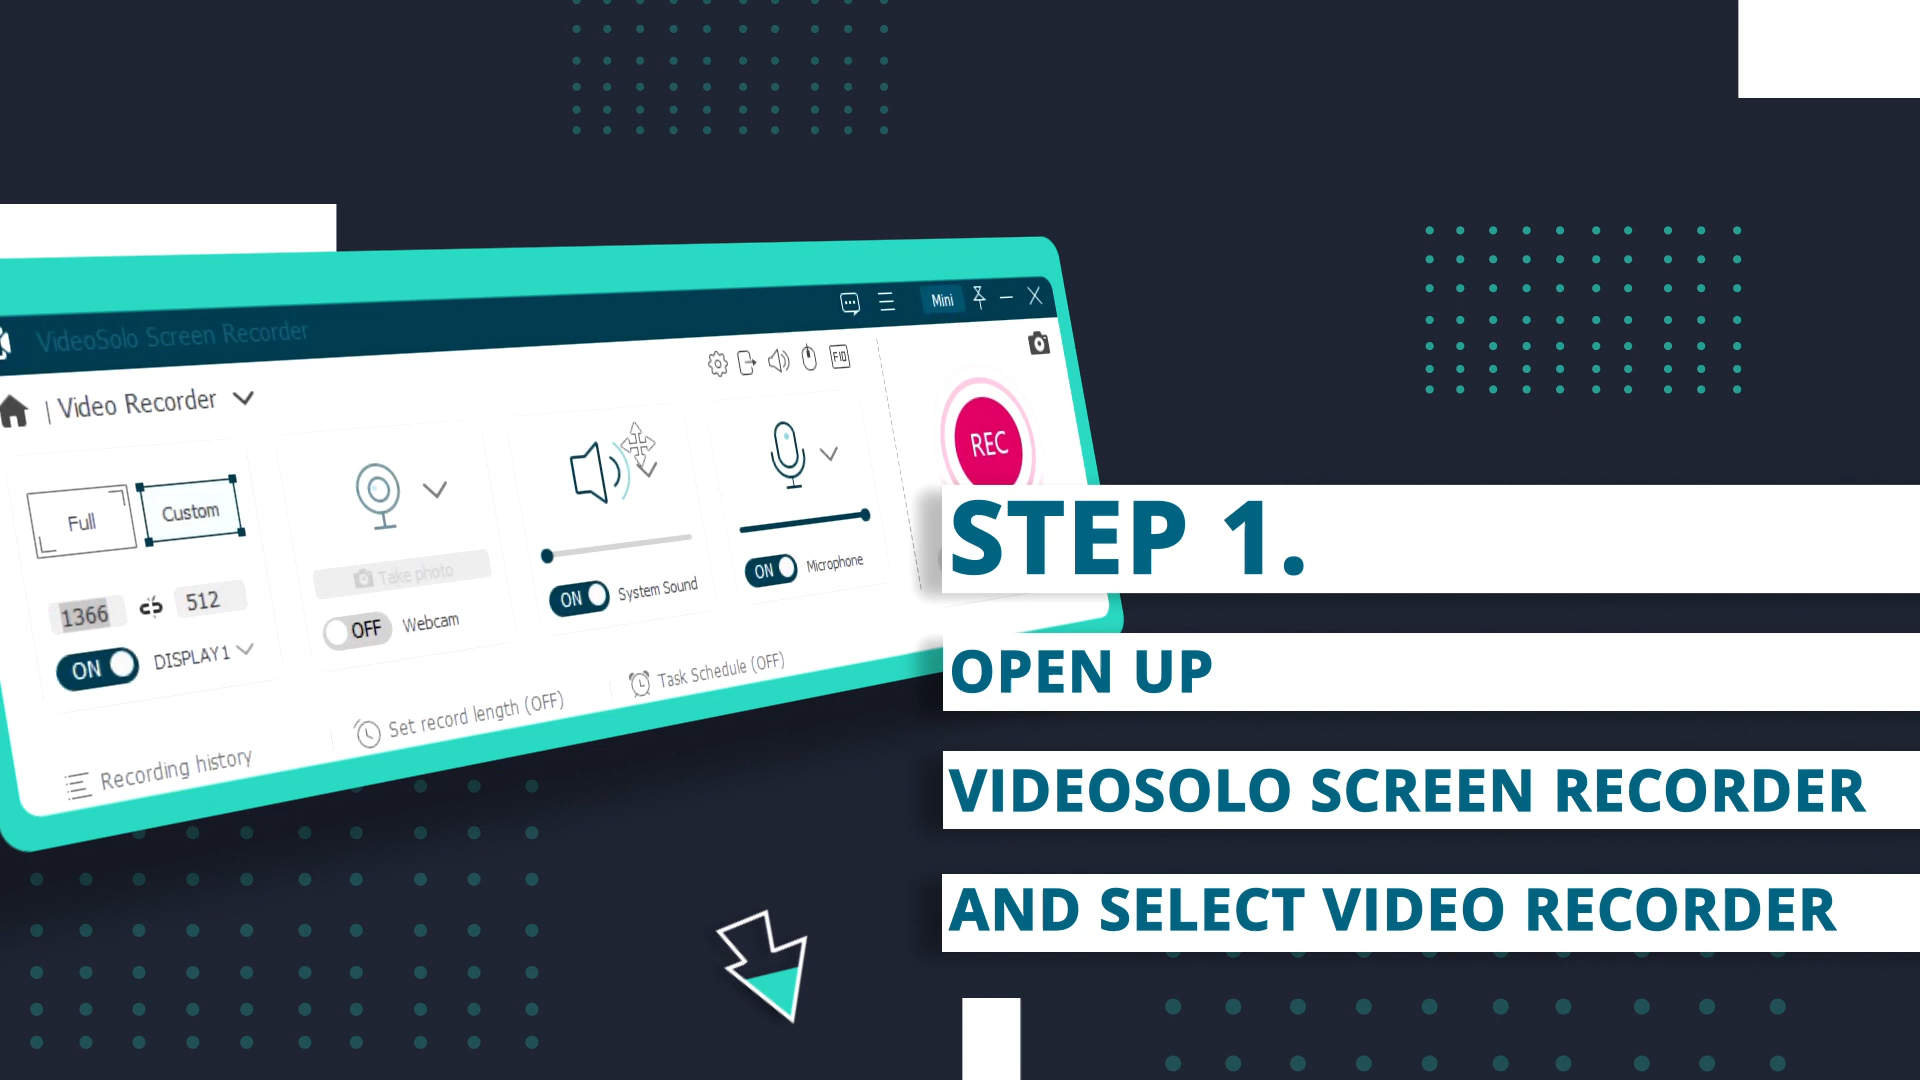 VideoSolo Screen Recorder
Mini
| Video Recorder
F10
Full
Custom
REC
1366
512
Take photo
ON
System Sound
ON
Microphone
ON
DISPLAY1
OFF
Webcam
Recording history
Set record length (OFF)
Task Schedule (OFF)
STEP 1.
OPEN UP
VIDEOSOLO SCREEN RECORDER
AND SELECT VIDEO RECORDER